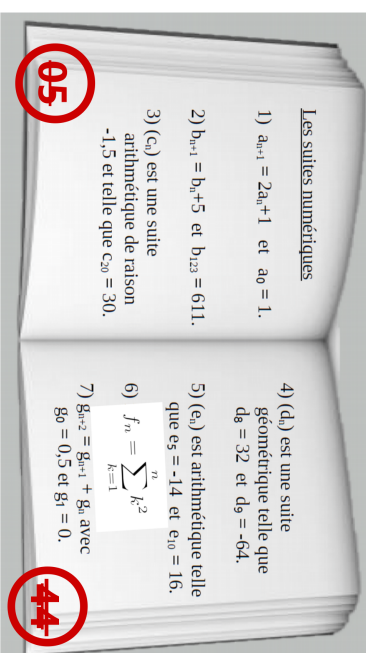 Les suites numériques
1) aₙ₊₁ = 2aₙ+1 et a₀ = 1.
2) bₙ₊₁ = bₙ+5 et b₁₂₃ = 611.
3) (cₙ) est une suite
arithmétique de raison
-1,5 et telle que c₂₀ = 30.
05
4) (dₙ) est une suite
géométrique telle que
d₈ = 32 et d₉ = -64.
5) (eₙ) est arithmétique telle
que e₅ = -14 et e₁₀ = 16.
6) fₙ = ∑ₖ₌₁ⁿ k²
7) gₙ₊₂ = gₙ₊₁ + gₙ avec
g₀ = 0,5 et g₁ = 0.
44